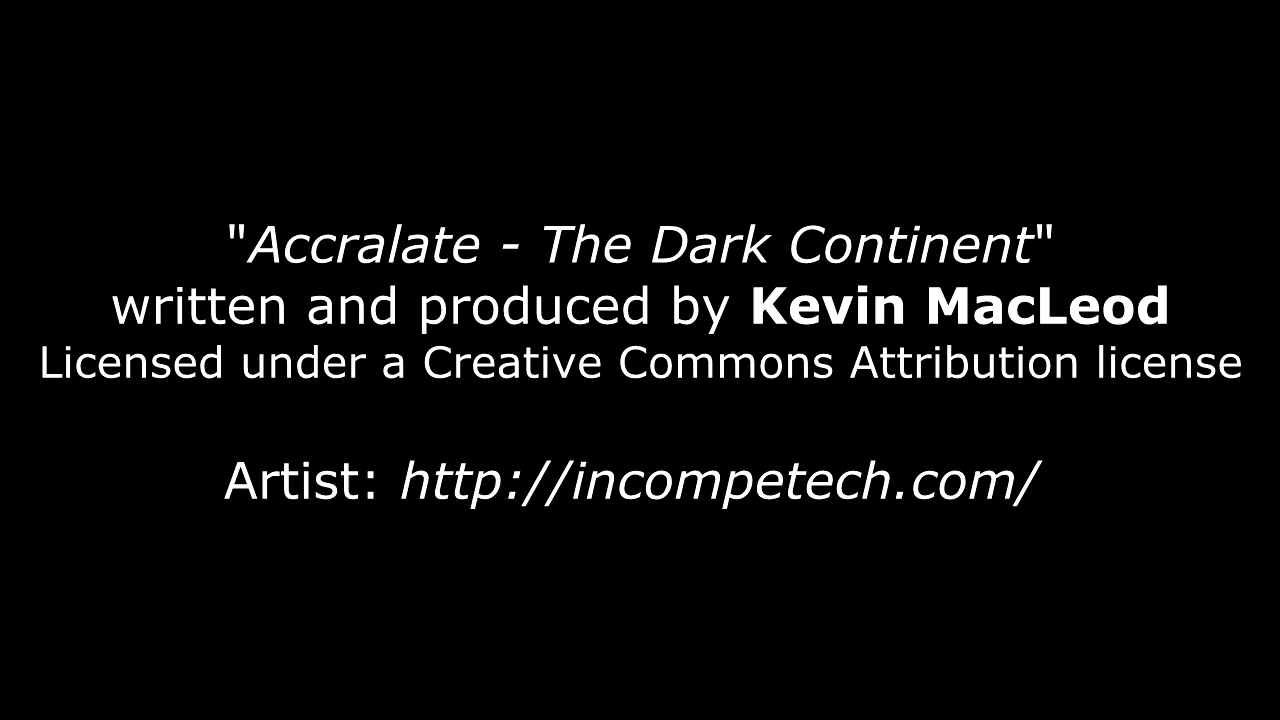 "Accralate - The Dark Continent"
written and produced by Kevin MacLeod
Licensed under a Creative Commons Attribution license
Artist: http://incompetech.com/